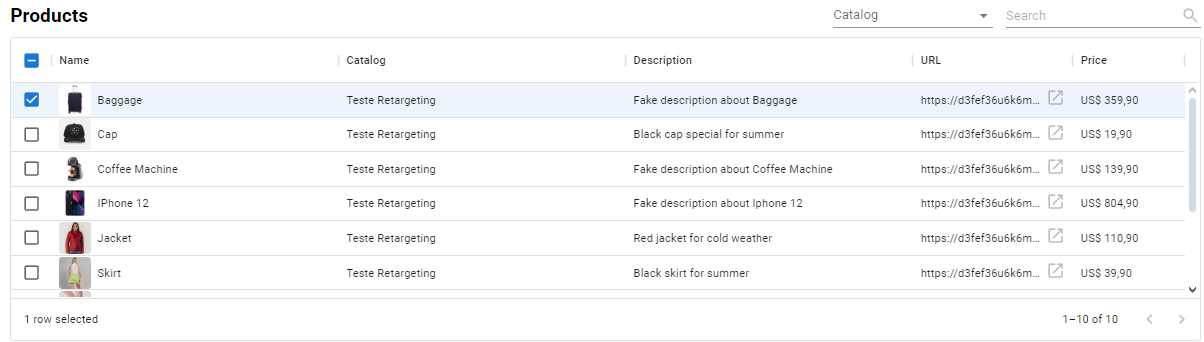 Products Catalog Search
Name Catalog Description URL Price
Baggage Teste Retargeting Fake description about Baggage https://d3fef36u6k6m... US$ 359,90
Cap Teste Retargeting Black cap special for summer https://d3fef36u6k6m... US$ 19,90
Coffee Machine Teste Retargeting Fake description about Coffee Machine https://d3fef36u6k6m... US$ 139,90
IPhone 12 Teste Retargeting Fake description about Iphone 12 https://d3fef36u6k6m... US$ 804,90
Jacket Teste Retargeting Red jacket for cold weather https://d3fef36u6k6m... US$ 110,90
Skirt Teste Retargeting Black skirt for summer https://d3fef36u6k6m... US$ 39,90
1 row selected 1–10 of 10